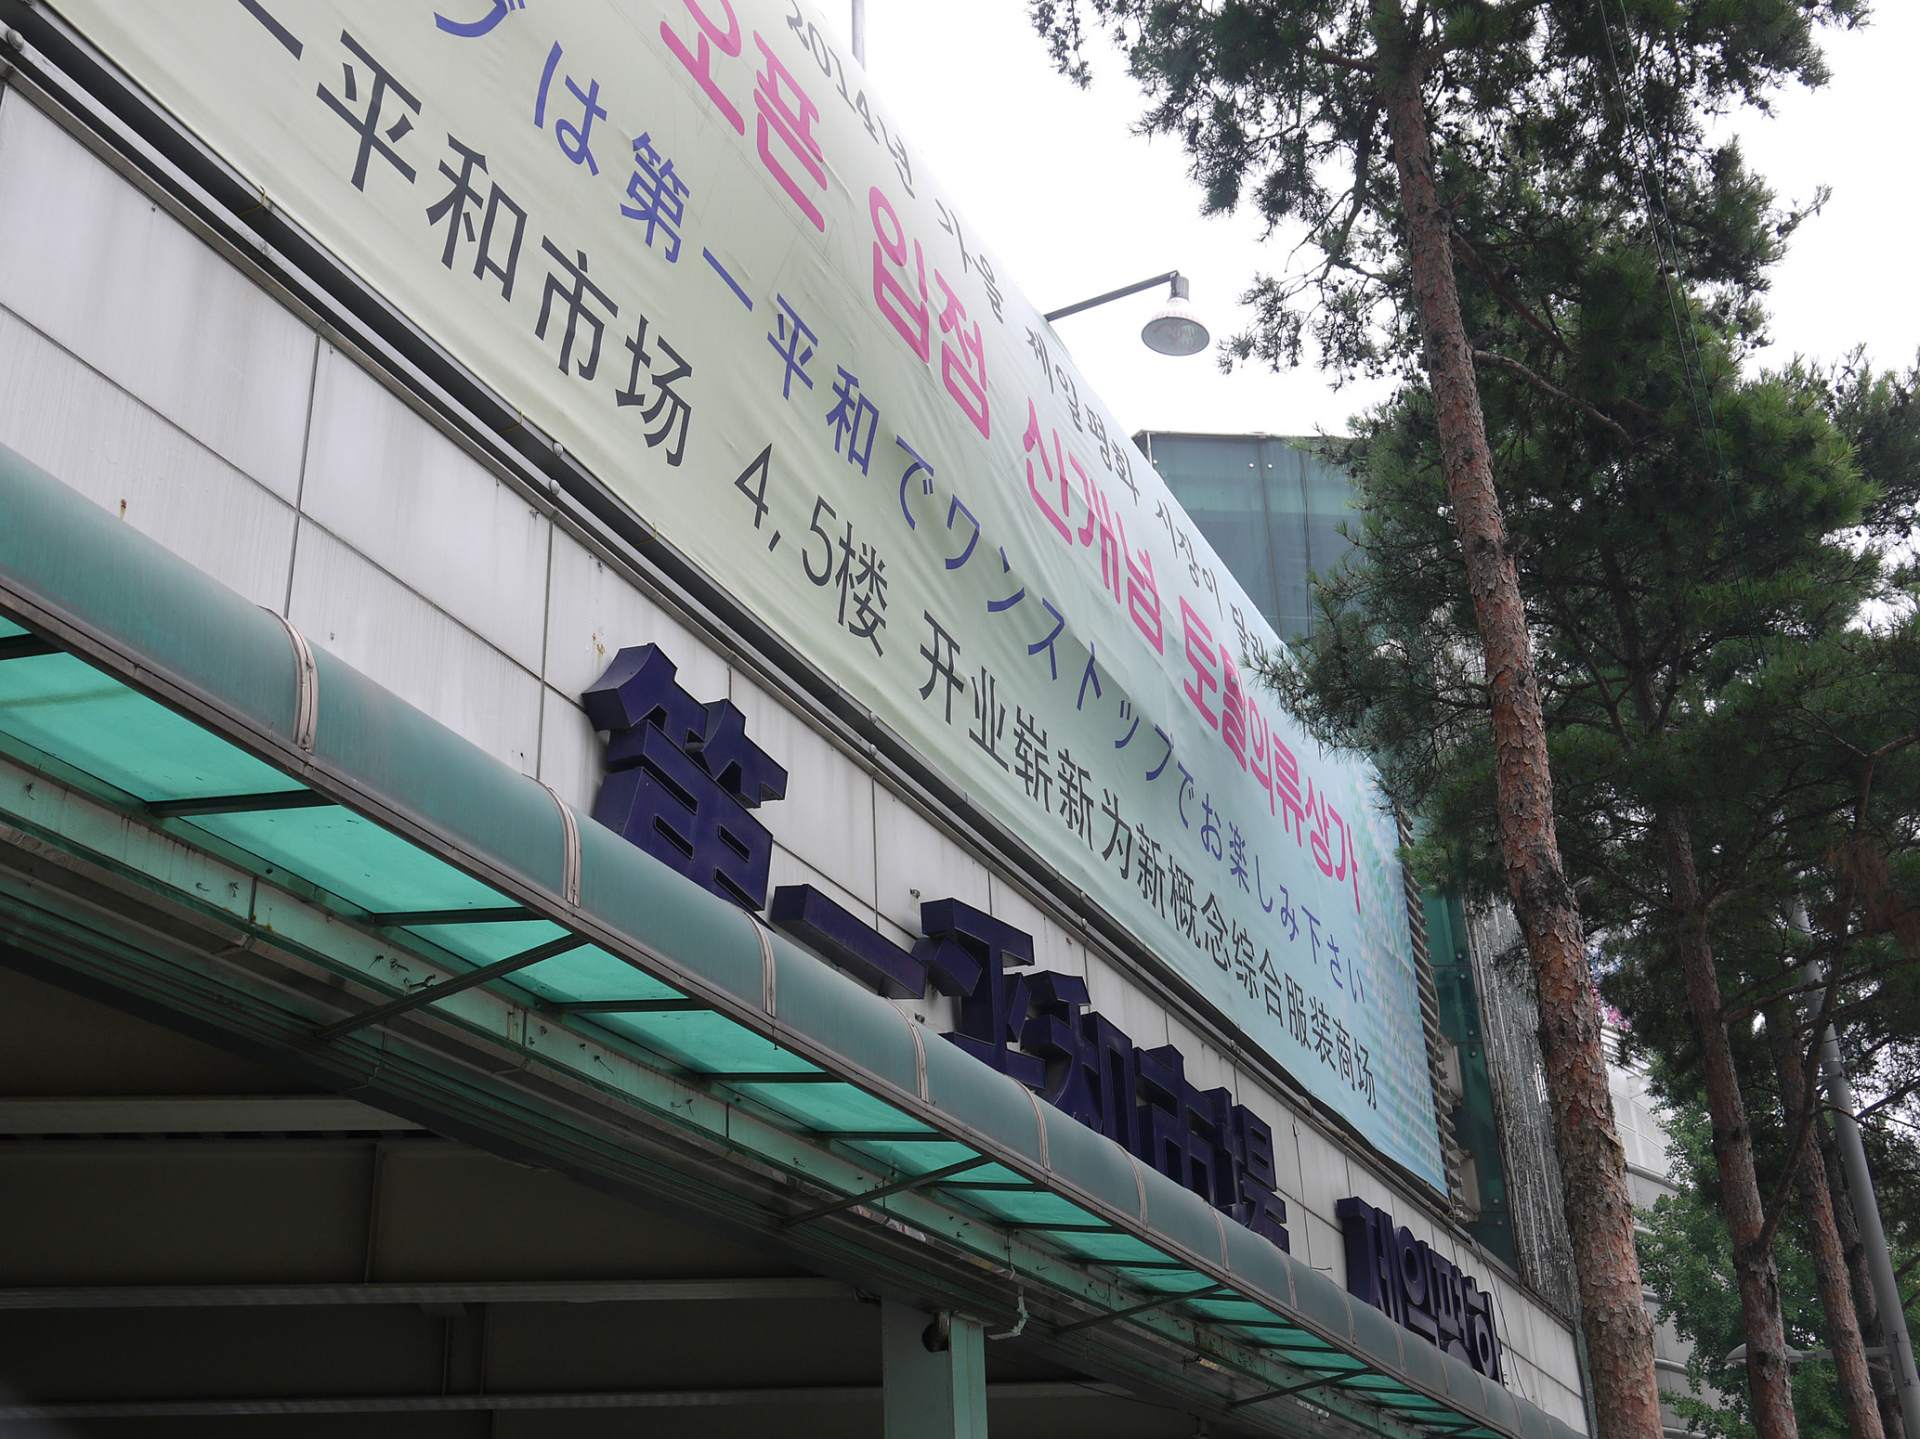 2014년 가을 제일평화 시장이 달라
오픈 입점 신개념 토탈의류상가
ブは第一平和でワンストップでお楽しみ下さい
一平和市场 4,5楼 开业崭新为新概念综合服装商场
第一平和市場 제일평화